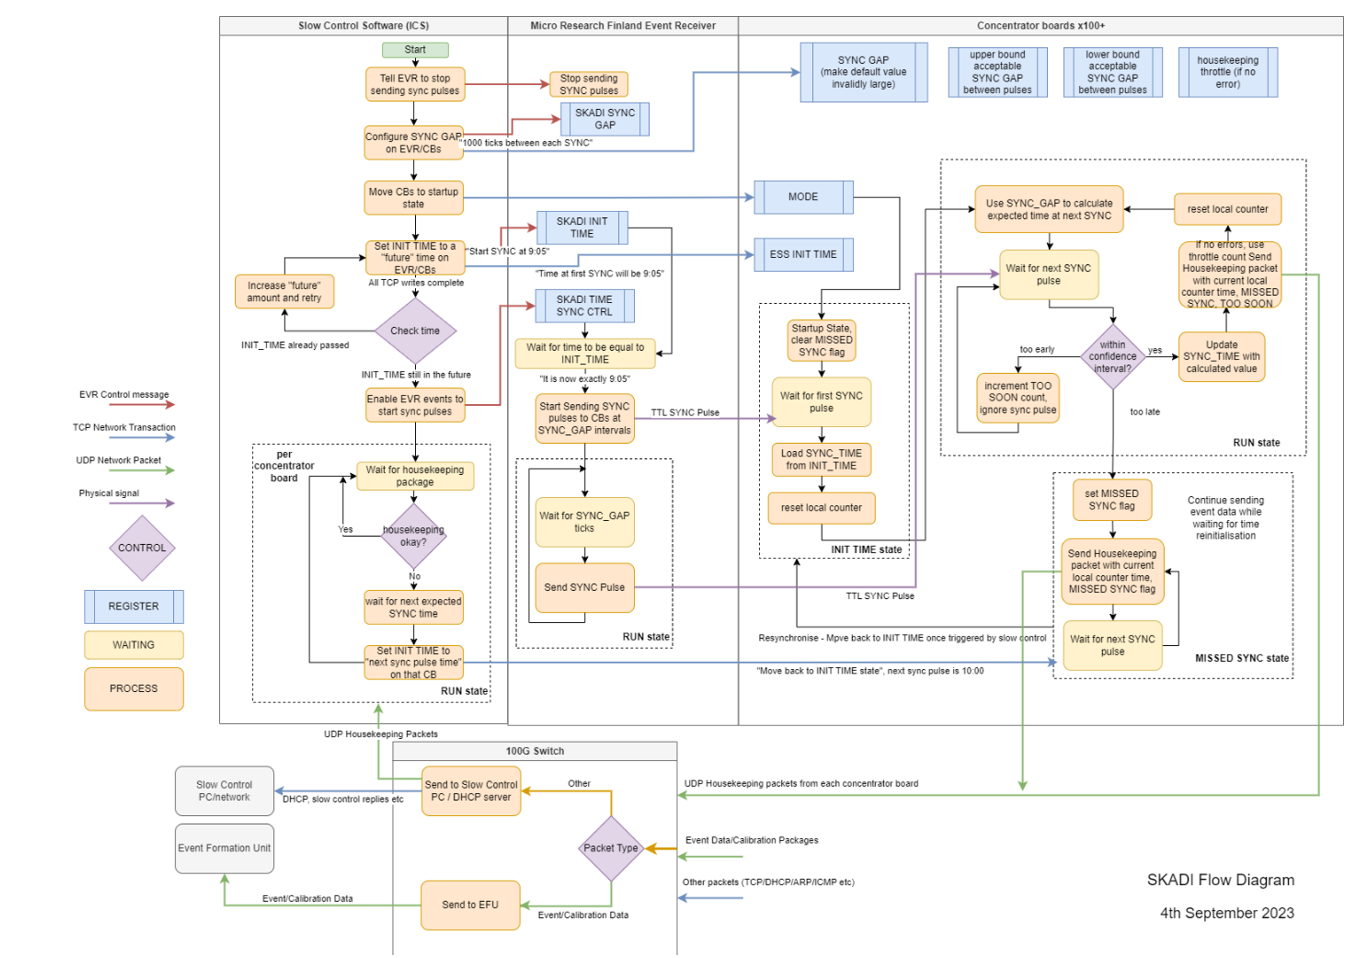 Slow Control Software (ICS)
Micro Research Finland Event Receiver
Concentrator boards x100+
Start
Tell EVR to stop
sending sync pulses
Configure SYNC GAP
on EVR/CBs
Move CBs to startup
state
Set INIT TIME to a
"future" time on
EVR/CBs
All TCP writes complete
Increase "future"
amount and retry
Check time
INIT_TIME already passed
INIT_TIME still in the future
Enable EVR events to
start sync pulses
per
concentrator
board
Wait for housekeeping
package
Yes
housekeeping
okay?
No
wait for next expected
SYNC time
Set INIT TIME to
"next sync pulse time"
on that CB
RUN state
EVR Control message
TCP Network Transaction
UDP Network Packet
Physical signal
CONTROL
REGISTER
WAITING
PROCESS
Stop sending
SYNC pulses
SKADI SYNC
GAP
"1000 ticks between each SYNC"
SKADI INIT
TIME
"Start SYNC at 9:05"
"Time at first SYNC will be 9:05"
SKADI TIME
SYNC CTRL
Wait for time to be equal to
INIT_TIME
"It is now exactly 9:05"
Start Sending SYNC
pulses to CBs at
SYNC_GAP intervals
TTL SYNC Pulse
Wait for SYNC_GAP
ticks
Send SYNC Pulse
RUN state
TTL SYNC Pulse
SYNC GAP
(make default value
invalidly large)
upper bound
acceptable
SYNC GAP
between pulses
lower bound
acceptable
SYNC GAP
between pulses
housekeeping
throttle (if no
error)
MODE
ESS INIT TIME
Startup State,
clear MISSED
SYNC flag
Wait for first SYNC
pulse
Load SYNC_TIME
from INIT_TIME
reset local counter
INIT TIME state
Use SYNC_GAP to calculate
expected time at next SYNC
reset local counter
Wait for next SYNC
pulse
If no errors, use
throttle count Send
Housekeeping packet
with current local
counter time, MISSED
SYNC, TOO SOON
within
confidence
interval?
too early
yes
too late
Update
SYNC_TIME with
calculated value
increment TOO
SOON count,
ignore sync pulse
RUN state
set MISSED
SYNC flag
Continue sending
event data while
waiting for time
reinitialisation
Send Housekeeping
packet with current
local counter time,
MISSED SYNC flag
Wait for next SYNC
pulse
MISSED SYNC state
Resynchronise - Mpve back to INIT TIME once triggered by slow control
"Move back to INIT TIME state", next sync pulse is 10:00
UDP Housekeeping Packets
100G Switch
Slow Control
PC/network
DHCP, slow control replies etc
Send to Slow Control
PC / DHCP server
Other
UDP Housekeeping packets from each concentrator board
Event Formation Unit
Packet Type
Event Data/Calibration Packages
Other packets (TCP/DHCP/ARP/ICMP etc)
Event/Calibration Data
Send to EFU
Event/Calibration Data
SKADI Flow Diagram
4th September 2023